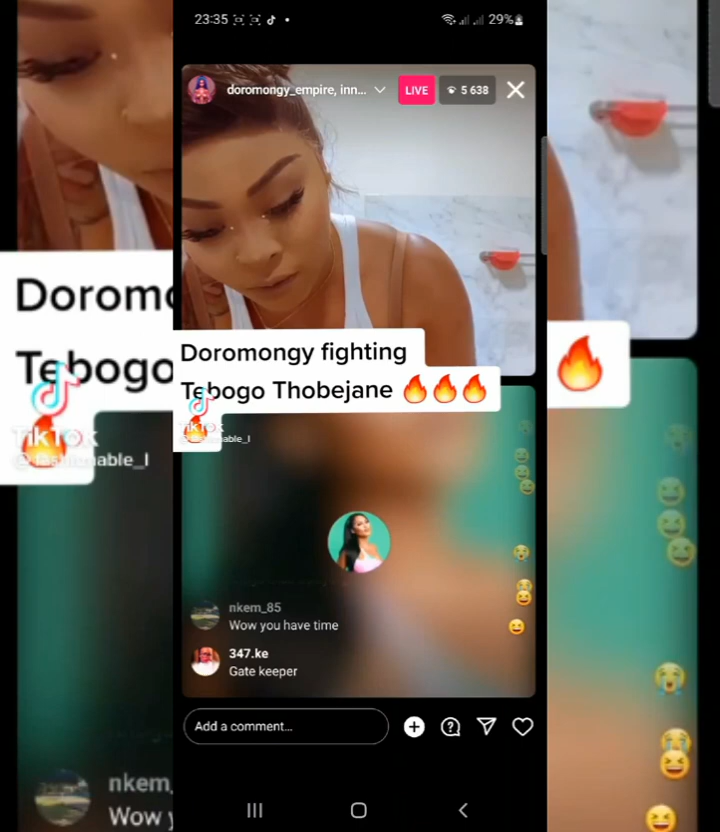 23:35
29%
doromongy_empire, inn...
LIVE
5 638
Doromongy fighting
Tebogo Thobejane 🔥🔥🔥
🔥
TikTok
nkem_85
Wow you have time
347.ke
Gate keeper
Add a comment...
Doromo
Tebogo
TikTok
nkem_
Wow y